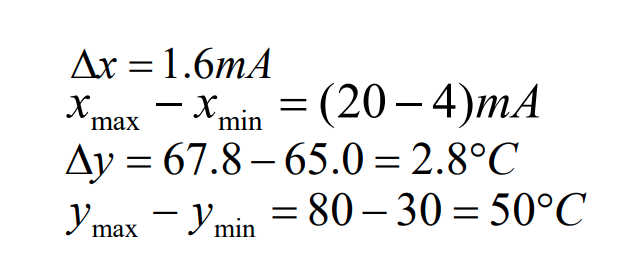 Δx = 1.6mA
x_max − x_min = (20 − 4)mA
Δy = 67.8 − 65.0 = 2.8°C
y_max − y_min = 80 − 30 = 50°C